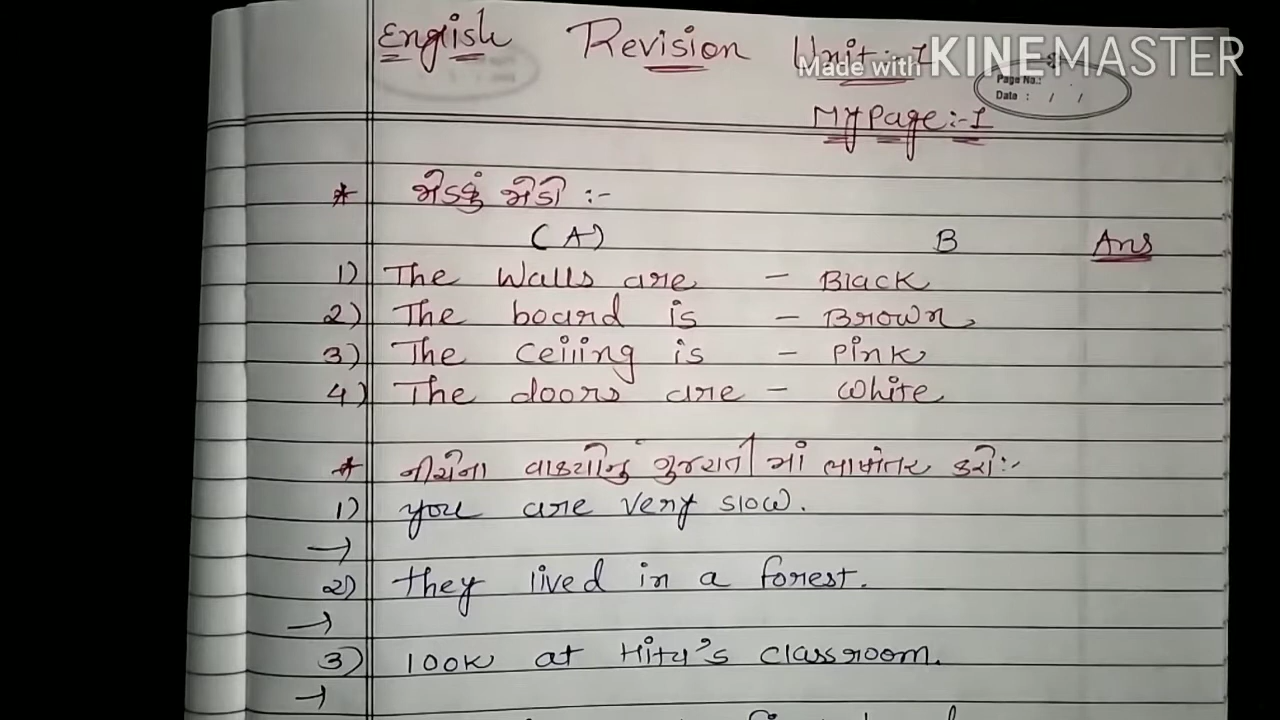 English Revision Unit:-1
Made with KINEMASTER
Page No.:
Date : / /
My Page:-1
* જોડકું જોડો :-
(A) B Ans
1) The walls are - Black
2) The board is - Brown
3) The ceiling is - Pink
4) The doors are - White
* નીચેના વાક્યોનું ગુજરાતી માં ભાષાંતર કરો:-
1) you are very slow.
→
2) they lived in a forest.
→
3) look at Hity's classroom.
→